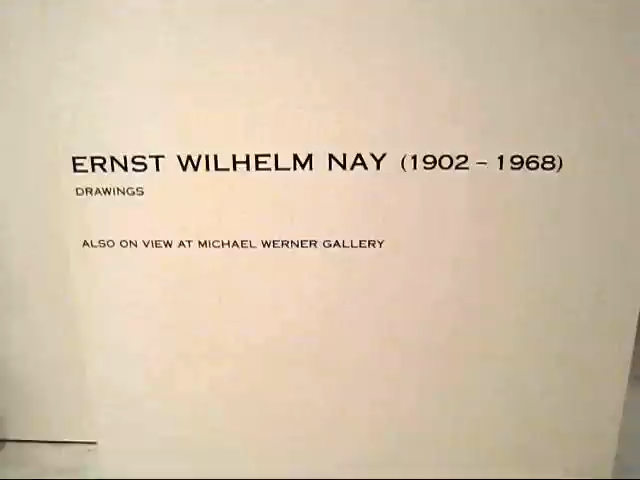 ERNST WILHELM NAY (1902 – 1968)
DRAWINGS
ALSO ON VIEW AT MICHAEL WERNER GALLERY